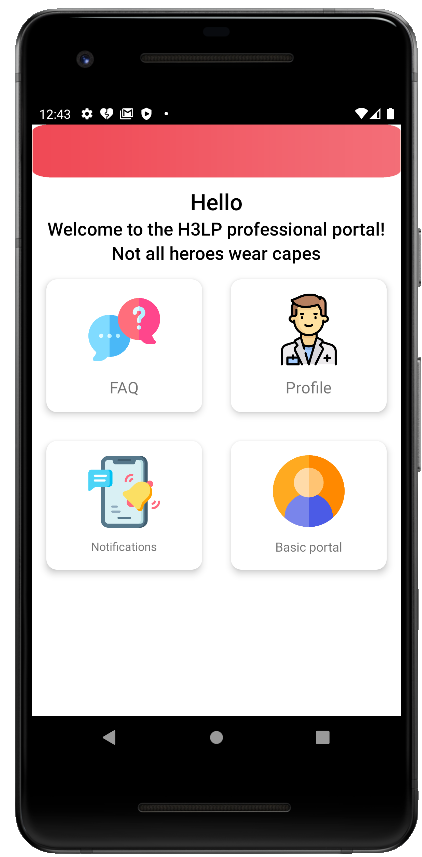 12:43
Hello
Welcome to the H3LP professional portal!
Not all heroes wear capes
FAQ
Profile
Notifications
Basic portal